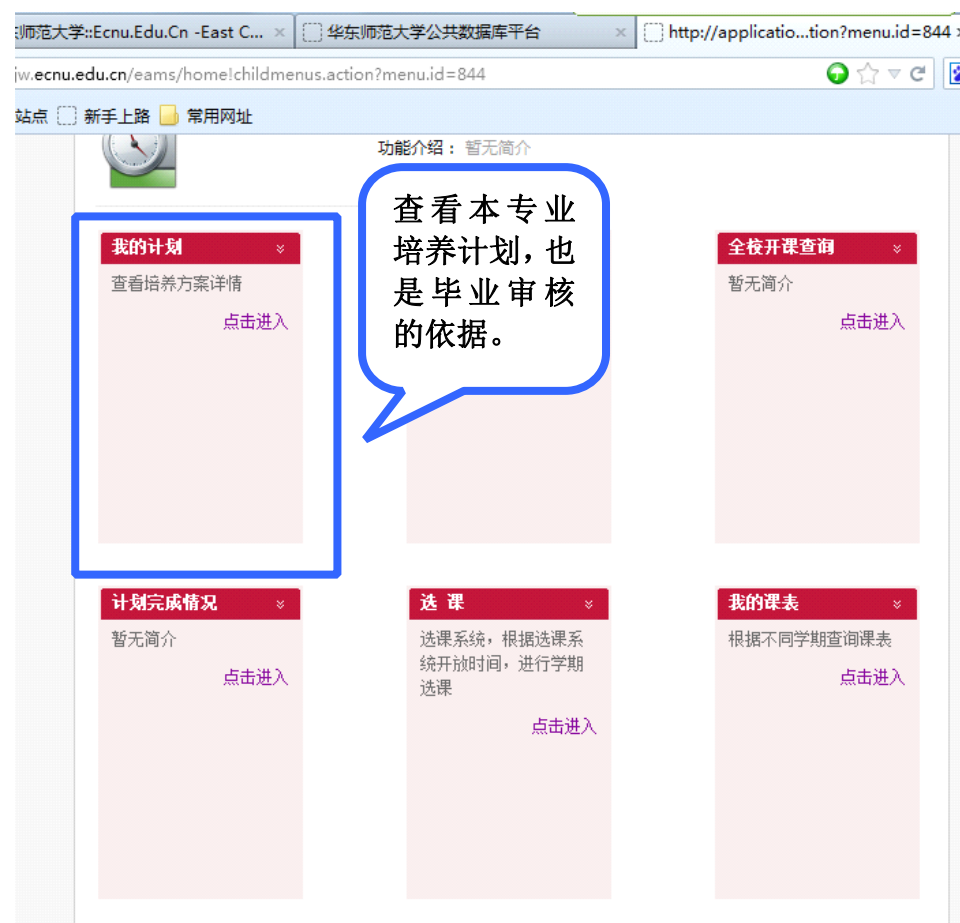 师范大学::Ecnu.Edu.Cn -East C... × 华东师范大学公共数据库平台 × http://applicatio...tion?menu.id=844
jw.ecnu.edu.cn/eams/home!childmenus.action?menu.id=844
站点 新手上路 常用网址
功能介绍： 暂无简介
查看本专业
培养计划，也
是毕业审核
的依据。
我的计划
查看培养方案详情
点击进入
全校开课查询
暂无简介
点击进入
计划完成情况
暂无简介
点击进入
选 课
选课系统，根据选课系
统开放时间，进行学期
选课
点击进入
我的课表
根据不同学期查询课表
点击进入